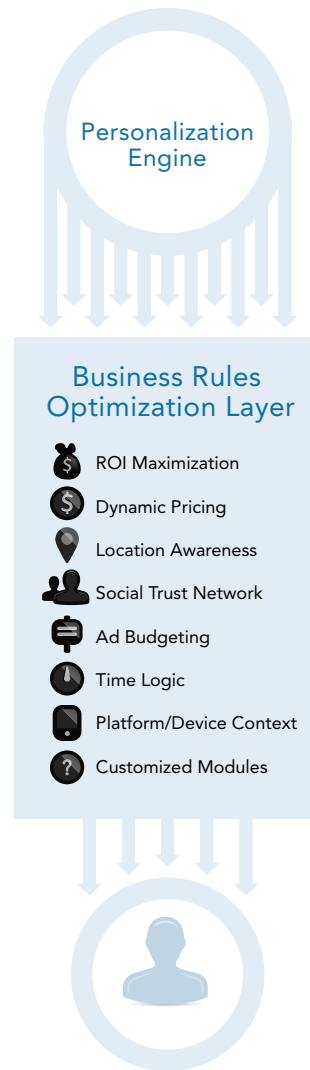 Personalization
Engine
Business Rules
Optimization Layer
$ ROI Maximization
$ Dynamic Pricing
Location Awareness
Social Trust Network
Ad Budgeting
Time Logic
Platform/Device Context
? Customized Modules